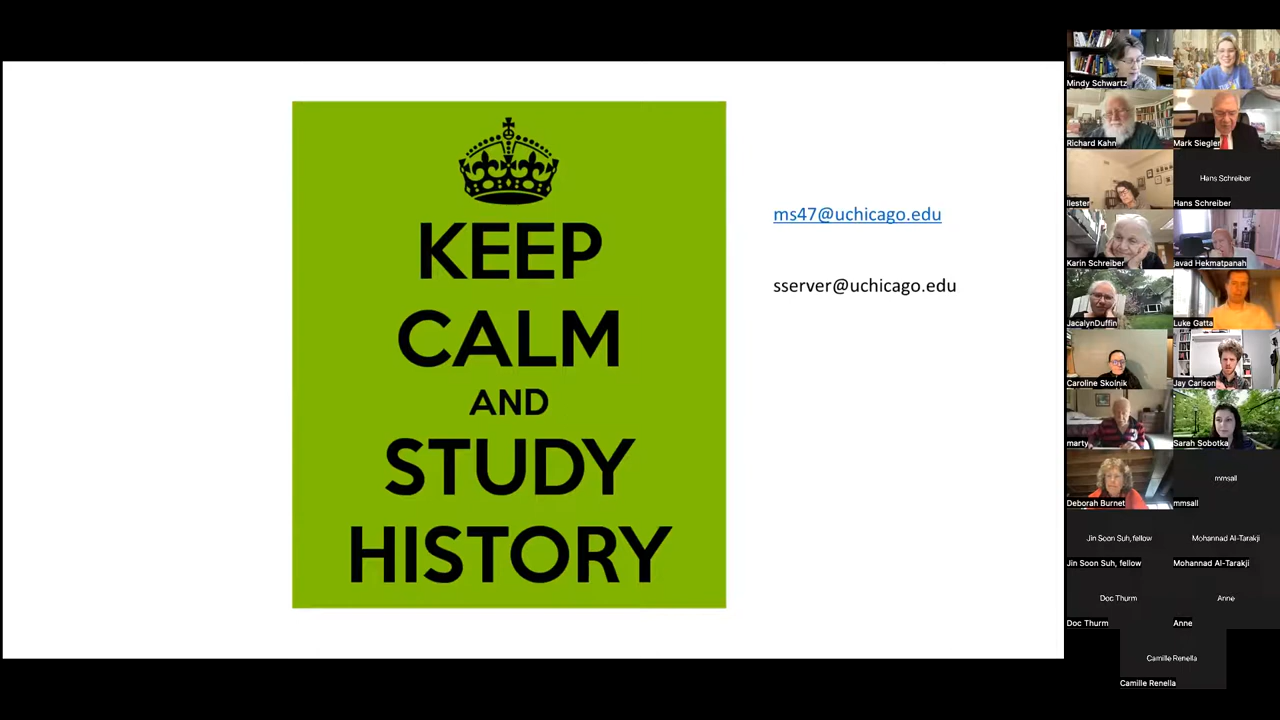 KEEP
CALM
AND
STUDY
HISTORY
ms47@uchicago.edu
sserver@uchicago.edu
Mindy Schwartz
Richard Kahn
Mark Siegler
llester
Hans Schreiber
Hans Schreiber
Karin Schreiber
javad Hekmatpanah
JacalynDuffin
Luke Gatta
Caroline Skolnik
Jay Carlson
marty
Sarah Sobotka
Deborah Burnet
mmsall
mmsall
Jin Soon Suh, fellow
Jin Soon Suh, fellow
Mohannad Al-Tarakji
Mohannad Al-Tarakji
Doc Thurm
Doc Thurm
Anne
Anne
Camille Renella
Camille Renella